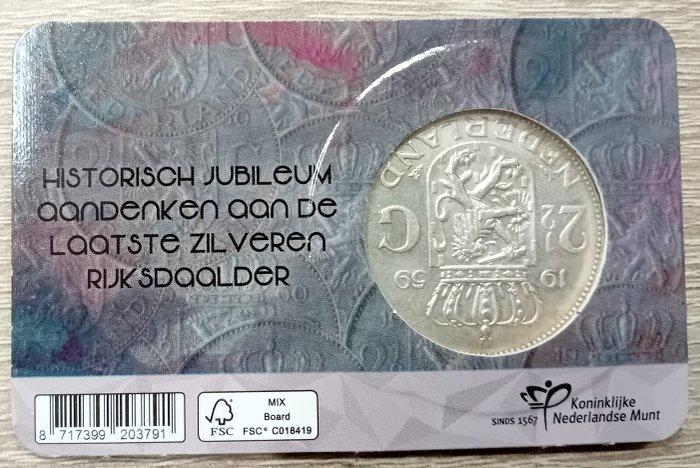 HISTORISCH JUBILEUM
AANDENKEN AAN DE
LAATSTE ZILVEREN
RIJKSDAALDER
NEDERLAND
2½ G
19 59
8 717399 203791
FSC
MIX
Board
FSC® C018419
SINDS 1567
Koninklijke
Nederlandse Munt